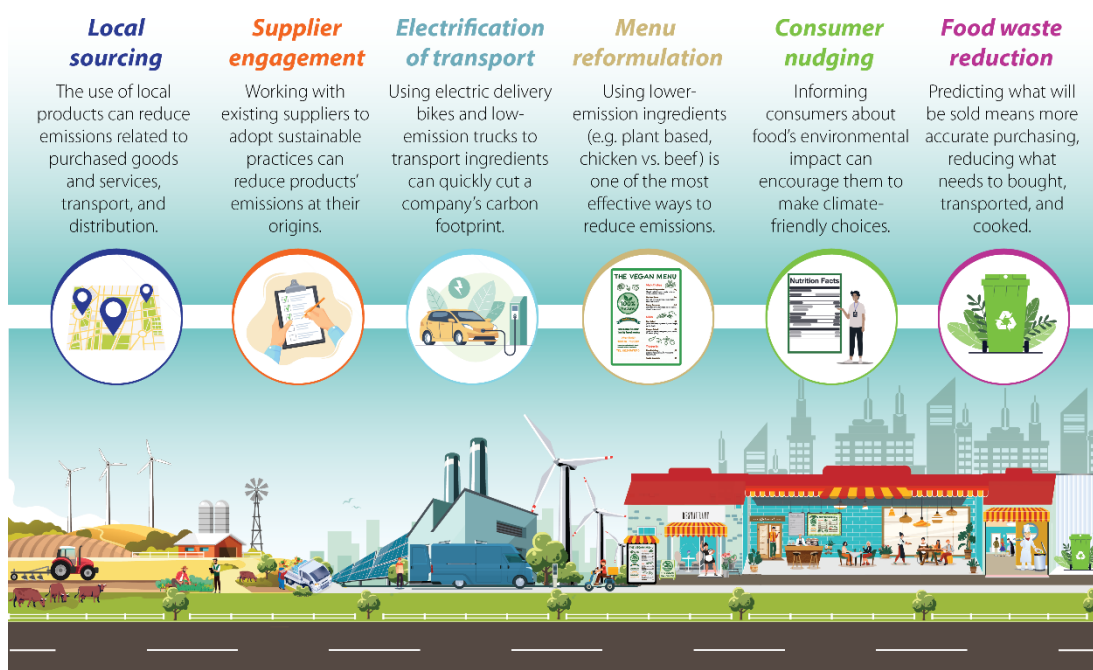 Local
sourcing
The use of local
products can reduce
emissions related to
purchased goods
and services,
transport, and
distribution.
Supplier
engagement
Working with
existing suppliers to
adopt sustainable
practices can
reduce products’
emissions at their
origins.
Electrification
of transport
Using electric delivery
bikes and low-
emission trucks to
transport ingredients
can quickly cut a
company’s carbon
footprint.
Menu
reformulation
Using lower-
emission ingredients
(e.g. plant based,
chicken vs. beef) is
one of the most
effective ways to
reduce emissions.
Consumer
nudging
Informing
consumers about
food’s environmental
impact can
encourage them to
make climate-
friendly choices.
Food waste
reduction
Predicting what will
be sold means more
accurate purchasing,
reducing what
needs to bought,
transported, and
cooked.
THE VEGAN MENU
100%
Nutrition Facts
RESTAURANT